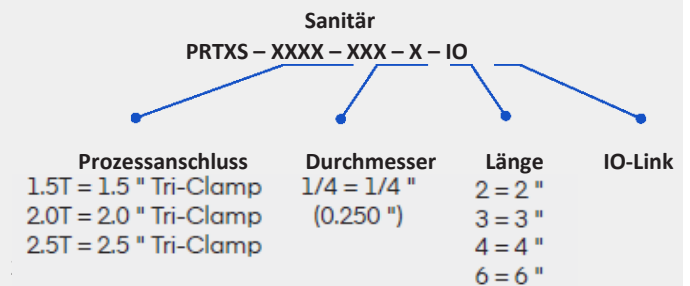 Sanitär
PRTXS – XXXX – XXX – X – IO
Prozessanschluss Durchmesser Länge IO-Link
1.5T = 1.5 " Tri-Clamp 1/4 = 1/4 " 2 = 2 "
2.0T = 2.0 " Tri-Clamp (0.250 ") 3 = 3 "
2.5T = 2.5 " Tri-Clamp 4 = 4 "
6 = 6 "